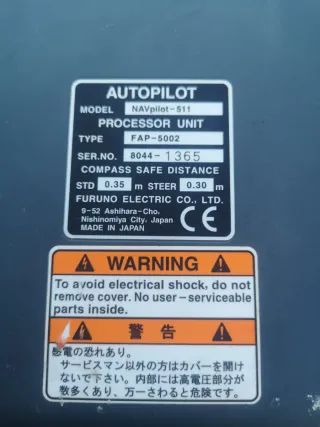 AUTOPILOT
MODEL NAVpilot-511
PROCESSOR UNIT
TYPE FAP-5002
SER.NO. 8044-1365
COMPASS SAFE DISTANCE
STD 0.35 m STEER 0.30 m
FURUNO ELECTRIC CO., LTD.
9-52 Ashihara-Cho,
Nishinomiya City, Japan
MADE IN JAPAN CE
WARNING
To avoid electrical shock, do not
remove cover. No user-serviceable
parts inside.
警告
感電の恐れあり。
サービスマン以外の方はカバーを開け
ないで下さい。内部には高電圧部分が
数多くあり、万一さわると危険です。